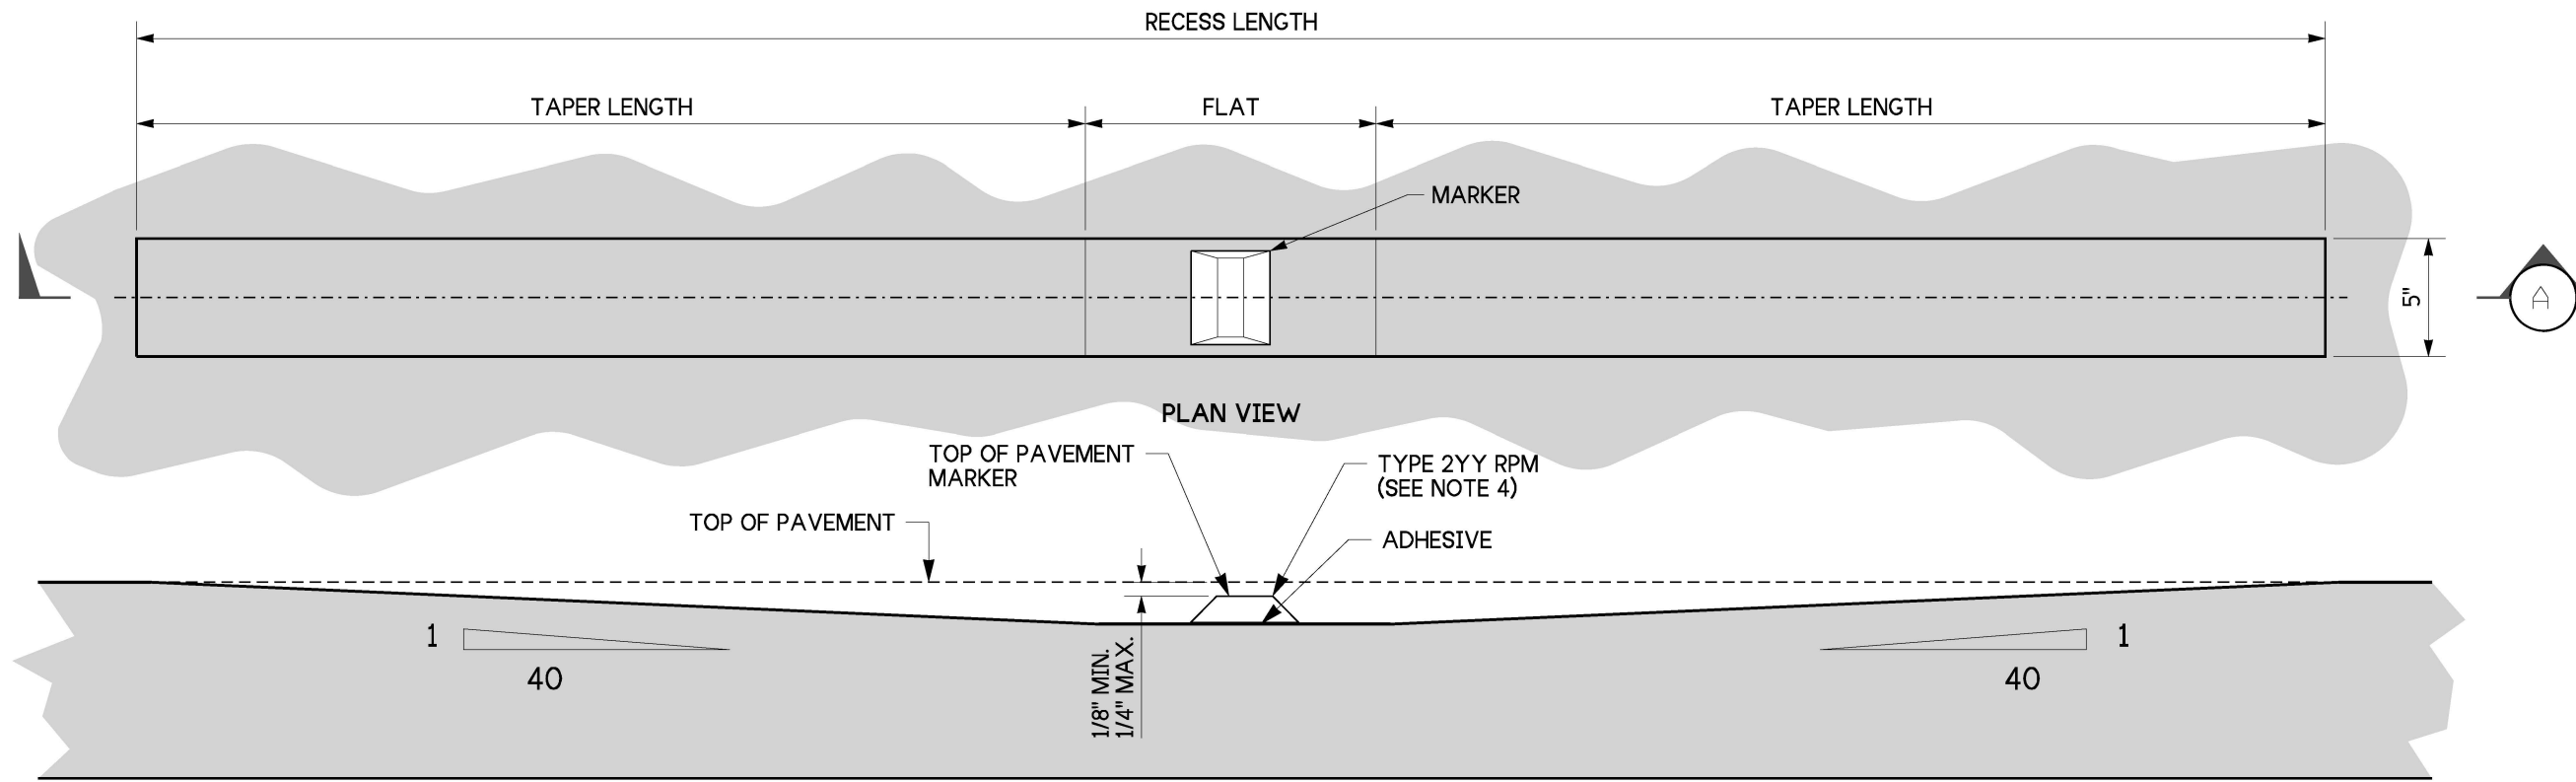 RECESS LENGTH
TAPER LENGTH
FLAT
TAPER LENGTH
MARKER
5"
A
PLAN VIEW
TOP OF PAVEMENT
MARKER
TYPE 2YY RPM
(SEE NOTE 4)
TOP OF PAVEMENT
ADHESIVE
1
40
1/8" MIN.
1/4" MAX.
1
40